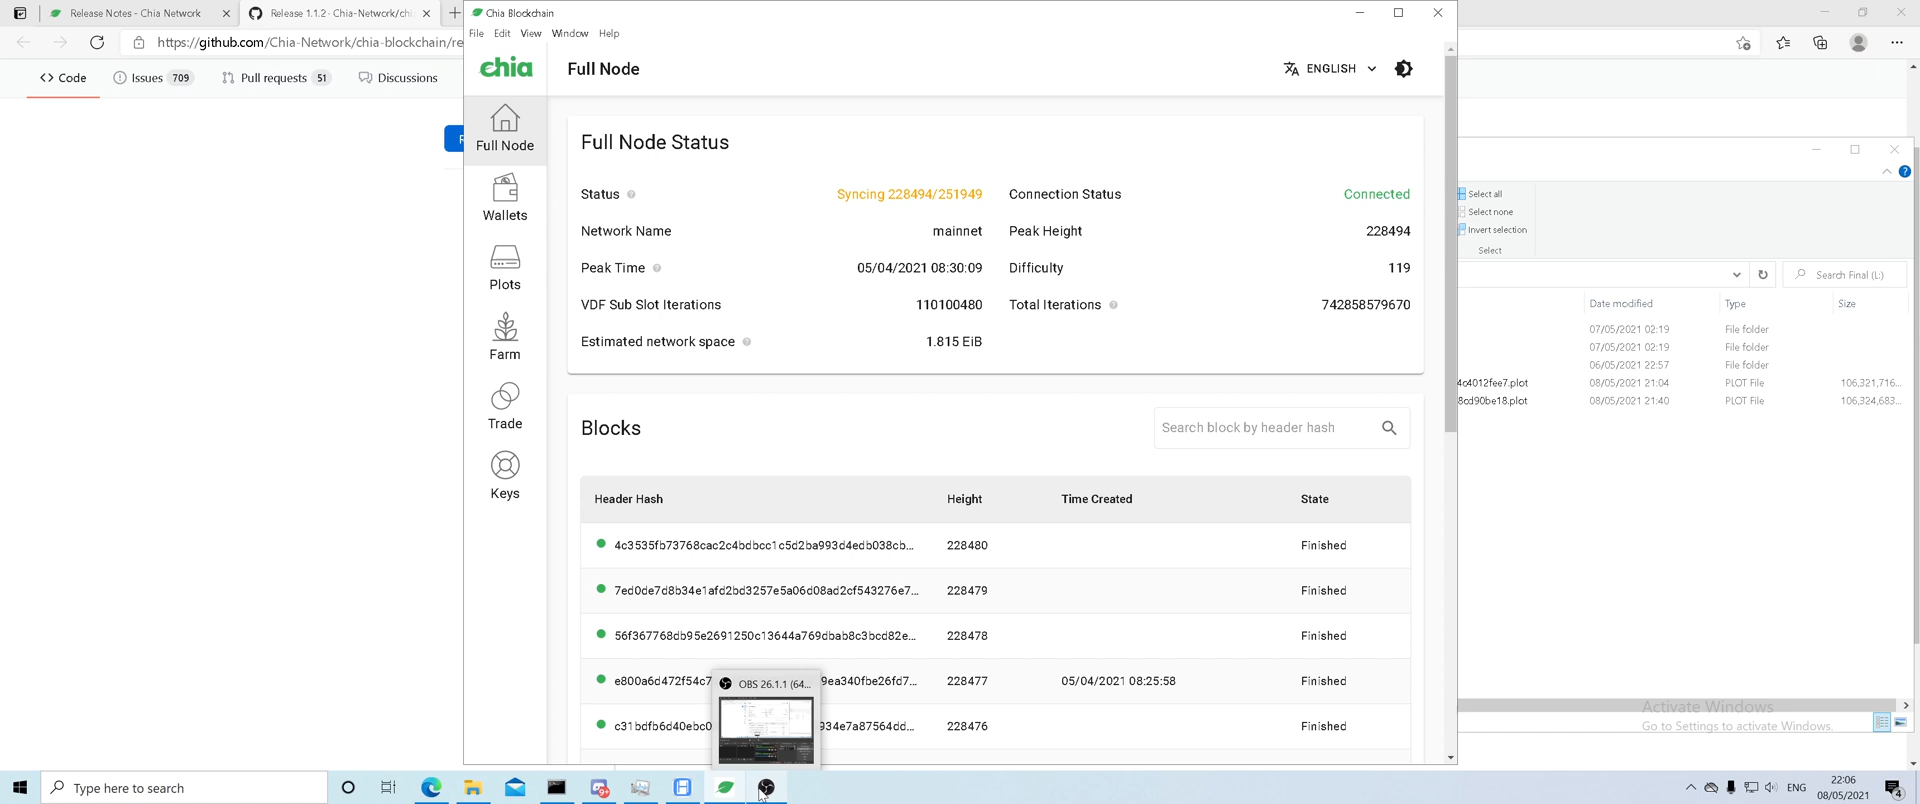 Release Notes - Chia Network
Release 1.1.2 · Chia-Network/chi
https://github.com/Chia-Network/chia-blockchain/re
Code
Issues 709
Pull requests 51
Discussions
Chia Blockchain
File Edit View Window Help
chia
Full Node
ENGLISH
Full Node
Wallets
Plots
Farm
Trade
Keys
Full Node Status
Status Syncing 228494/251949 Connection Status Connected
Network Name mainnet Peak Height 228494
Peak Time 05/04/2021 08:30:09 Difficulty 119
VDF Sub Slot Iterations 110100480 Total Iterations 742858579670
Estimated network space 1.815 EiB
Blocks
Search block by header hash
Header Hash Height Time Created State
4c3535fb73768cac2c4bdbcc1c5d2ba993d4edb038cb... 228480 Finished
7ed0de7d8b34e1afd2bd3257e5a06d08ad2cf543276e7... 228479 Finished
56f367768db95e2691250c13644a769dbab8c3bcd82e... 228478 Finished
e800a6d472f54c7 9ea340fbe26fd7... 228477 05/04/2021 08:25:58 Finished
c31bdfb6d40ebc0 934e7a87564dd... 228476 Finished
OBS 26.1.1 (64...
Select all
Select none
Invert selection
Select
Search Final (L:)
Date modified Type Size
07/05/2021 02:19 File folder
07/05/2021 02:19 File folder
06/05/2021 22:57 File folder
4c4012fee7.plot 08/05/2021 21:04 PLOT File 106,321,716...
8cd90be18.plot 08/05/2021 21:40 PLOT File 106,324,683...
Activate Windows
Go to Settings to activate Windows.
Type here to search
9+
ENG
22:06
08/05/2021
4